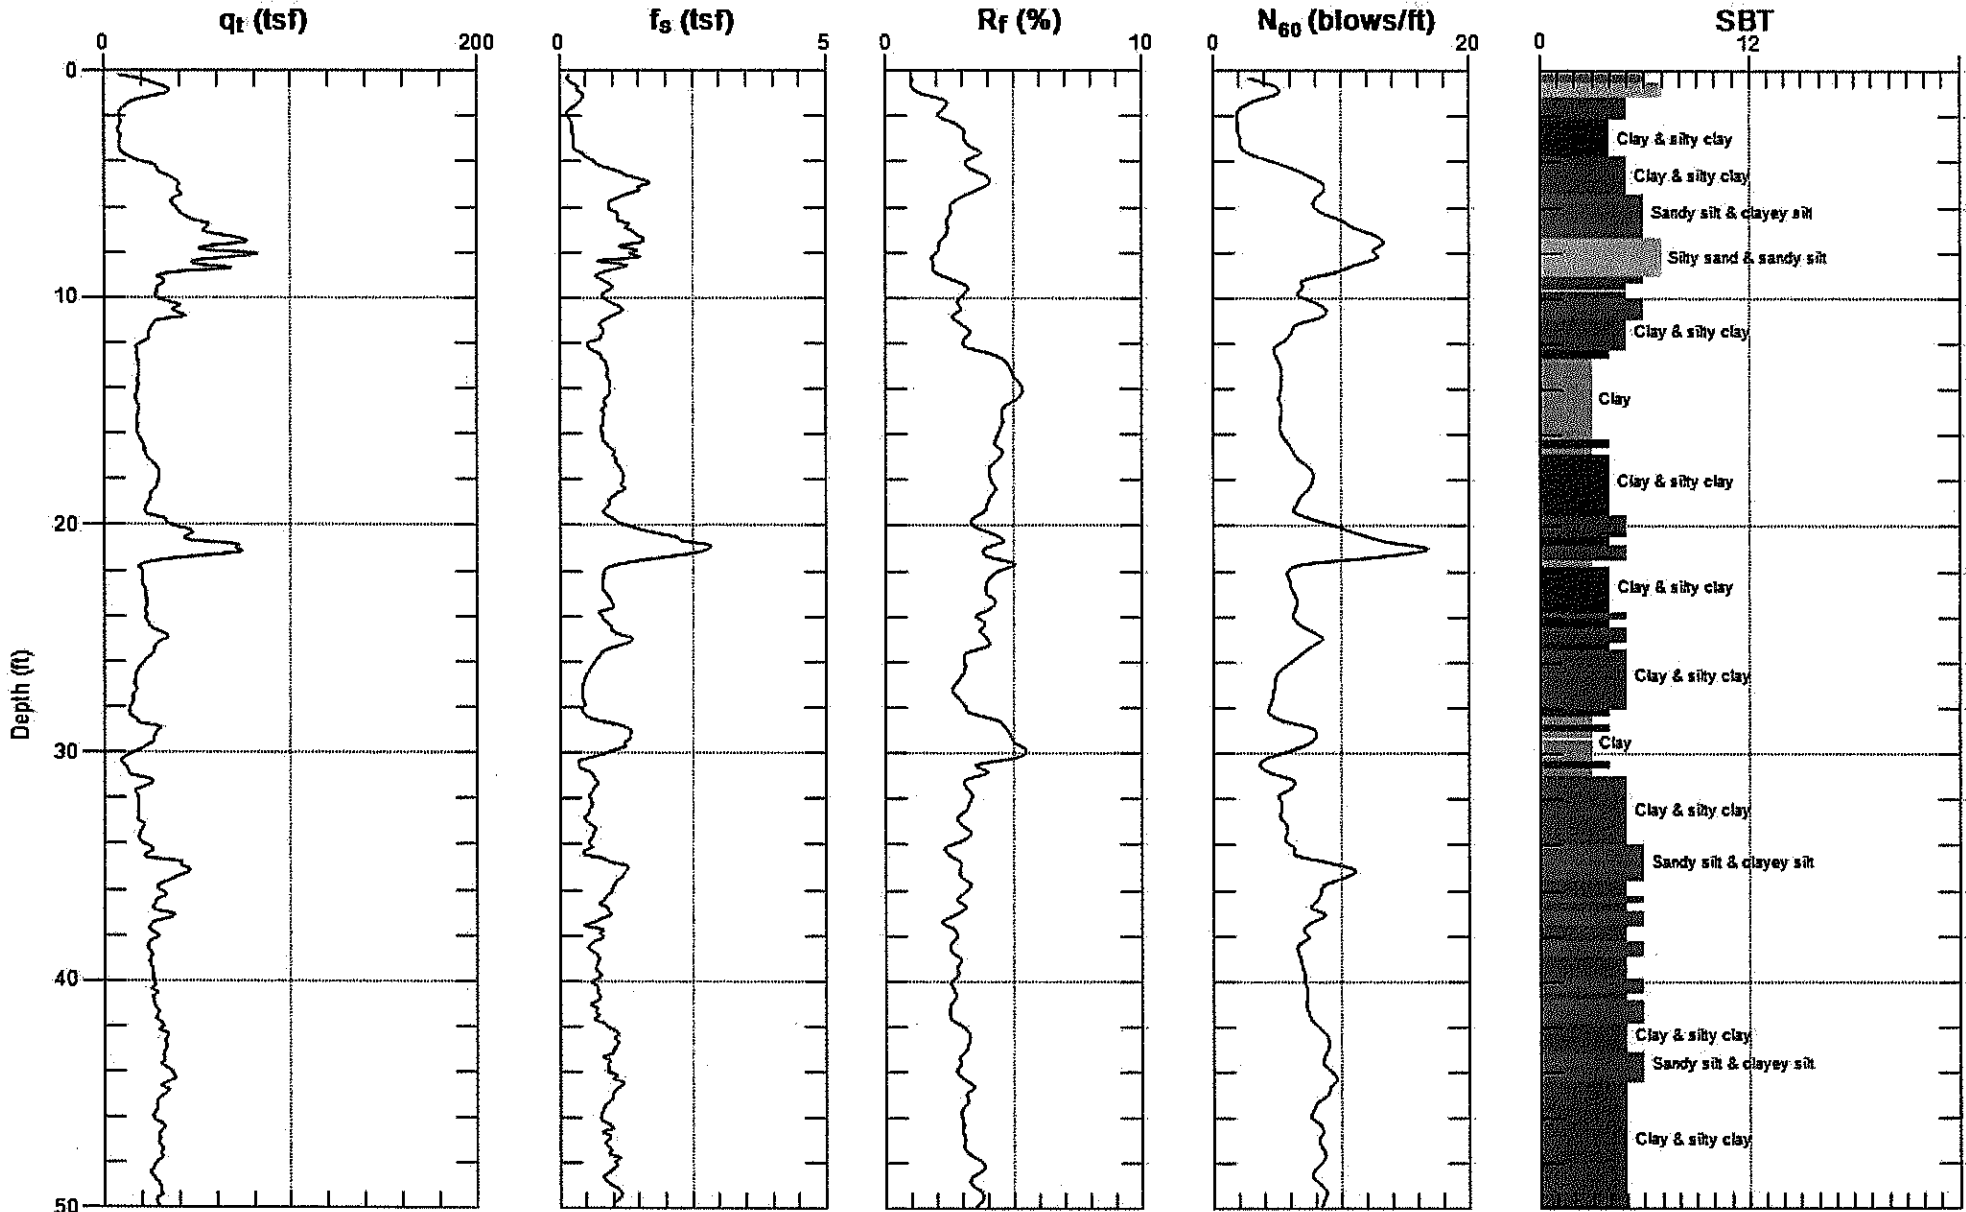 qt (tsf) fs (tsf) Rf (%) N60 (blows/ft) SBT
0 200 0 5 0 10 0 20 0 12
0
Clay & silty clay
Clay & silty clay
Sandy silt & clayey silt
Silty sand & sandy silt
10
Clay & silty clay
Clay
Clay & silty clay
20
Clay & silty clay
Depth (ft)
Clay & silty clay
Clay
30
Clay & silty clay
Sandy silt & clayey silt
40
Clay & silty clay
Sandy silt & clayey silt
Clay & silty clay
50